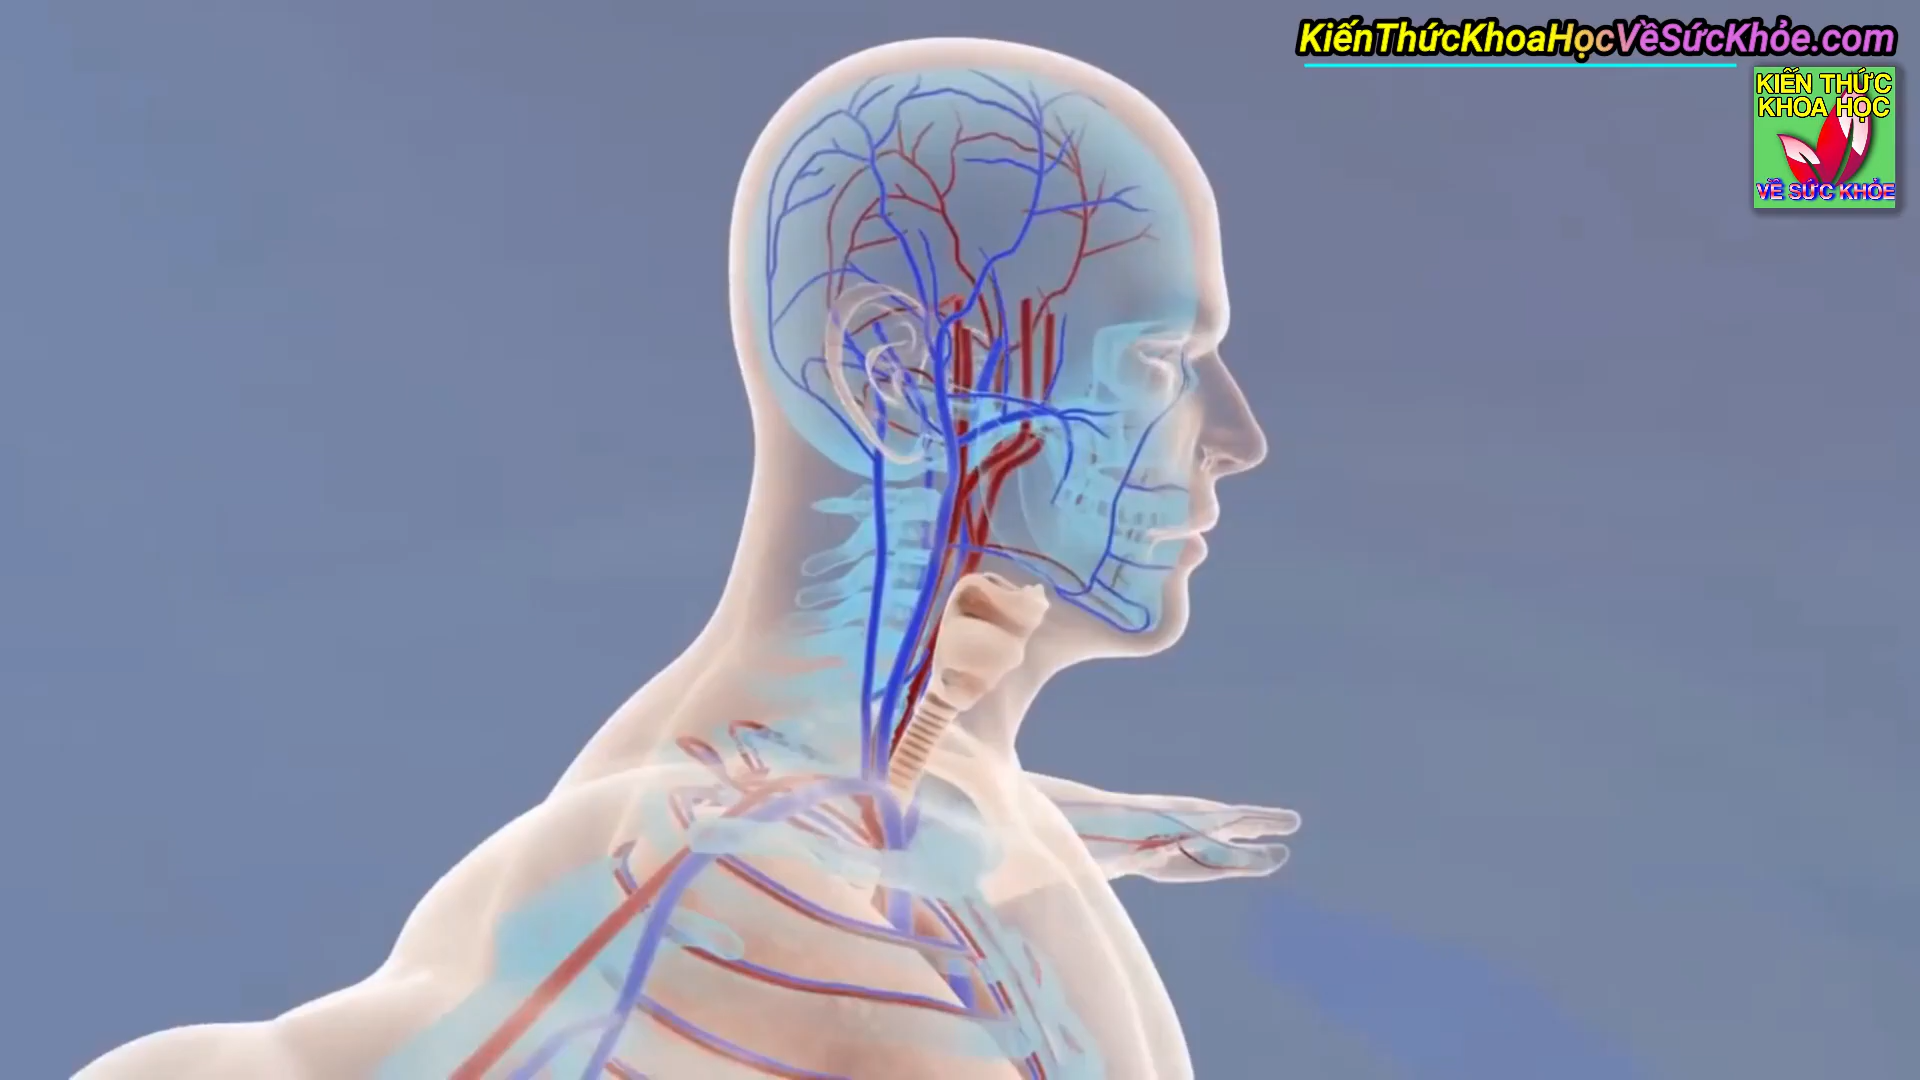 KiếnThứcKhoaHọcVềSứcKhỏe.com
KIẾN THỨC
KHOA HỌC
VỀ SỨC KHỎE